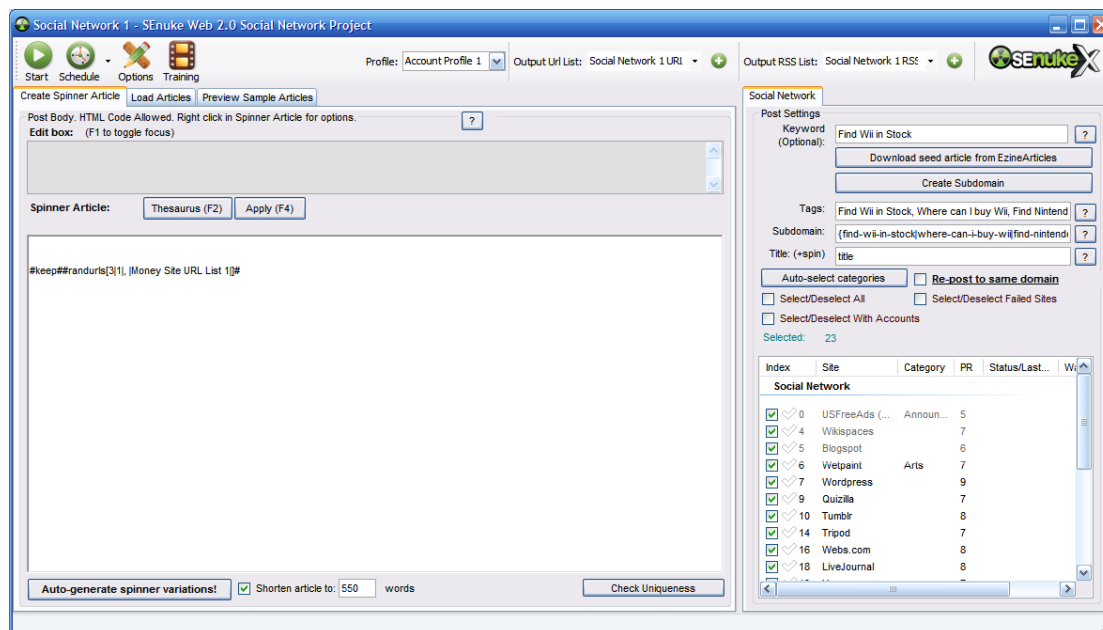 Social Network 1 - SEnuke Web 2.0 Social Network Project
Start Schedule Options Training
Profile: Account Profile 1 Output Url List: Social Network 1 URL Output RSS List: Social Network 1 RSS SEnukeX
Create Spinner Article Load Articles Preview Sample Articles
Post Body. HTML Code Allowed. Right click in Spinner Article for options. ?
Edit box: (F1 to toggle focus)
Spinner Article: Thesaurus (F2) Apply (F4)
#keep##randurls[3|1|, |Money Site URL List 1|]#
Auto-generate spinner variations! Shorten article to: 550 words Check Uniqueness
Social Network
Post Settings
Keyword
(Optional): Find Wii in Stock ?
Download seed article from EzineArticles
Create Subdomain
Tags: Find Wii in Stock, Where can I buy Wii, Find Nintend ?
Subdomain: {find-wii-in-stock|where-can-i-buy-wii|find-nintend ?
Title: (+spin) title ?
Auto-select categories Re-post to same domain
Select/Deselect All Select/Deselect Failed Sites
Select/Deselect With Accounts
Selected: 23
Index Site Category PR Status/Last...
Social Network
0 USFreeAds (... Announ... 5
4 Wikispaces 7
5 Blogspot 6
6 Wetpaint Arts 7
7 Wordpress 9
9 Quizilla 7
10 Tumblr 8
14 Tripod 7
16 Webs.com 8
18 LiveJournal 8